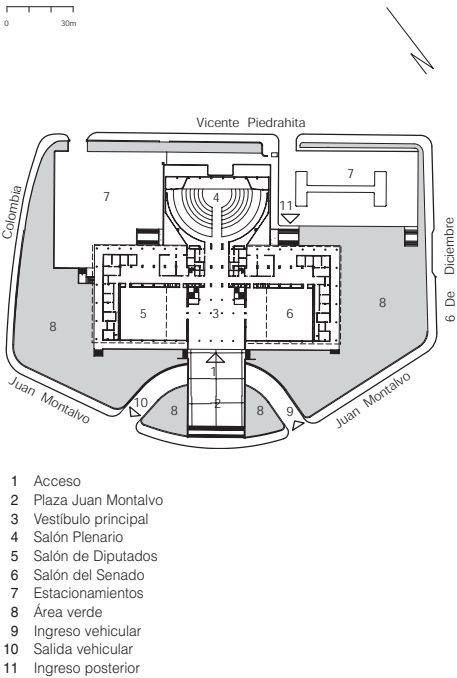 0 30m
Vicente Piedrahita
Colombia
7
4
7
11
6 De Diciembre
8
5
3
6
8
1
2
8
8
10
9
Juan Montalvo
Juan Montalvo
1 Acceso
2 Plaza Juan Montalvo
3 Vestíbulo principal
4 Salón Plenario
5 Salón de Diputados
6 Salón del Senado
7 Estacionamientos
8 Área verde
9 Ingreso vehicular
10 Salida vehicular
11 Ingreso posterior